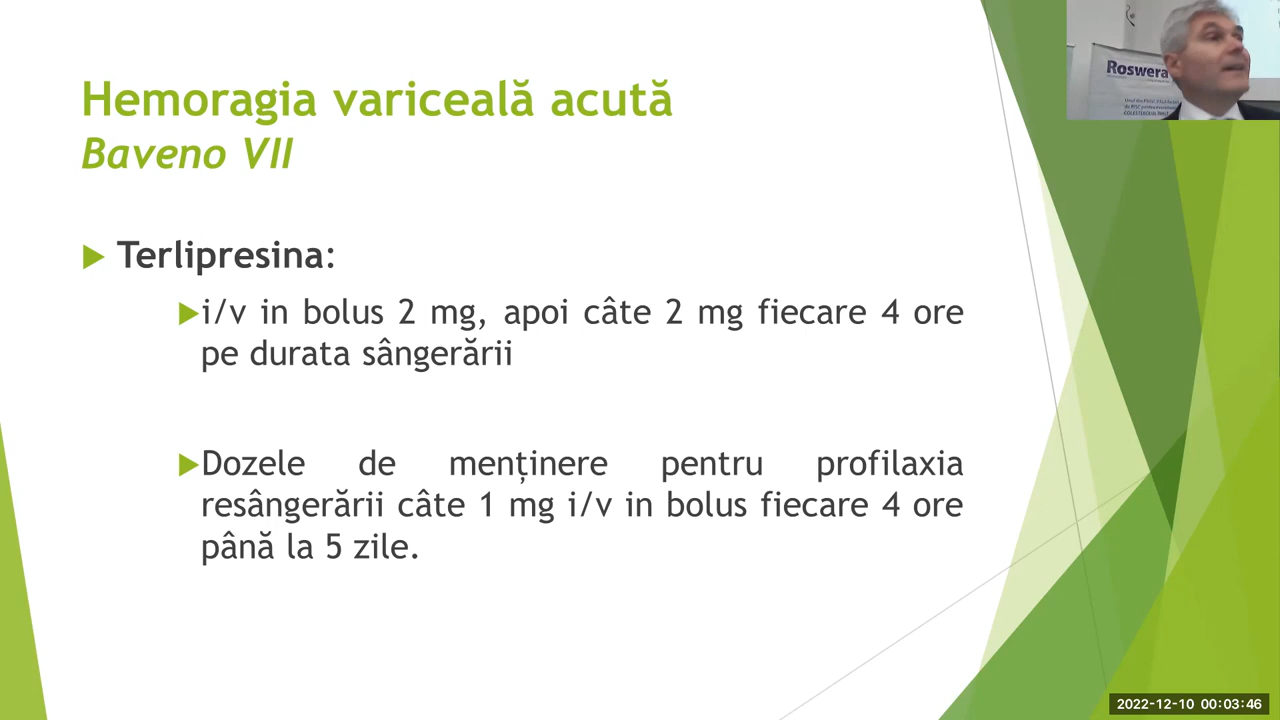 Hemoragia variceală acută
Baveno VII
Terlipresina:
i/v in bolus 2 mg, apoi câte 2 mg fiecare 4 ore
pe durata sângerării
Dozele de menținere pentru profilaxia
resângerării câte 1 mg i/v in bolus fiecare 4 ore
până la 5 zile.
Roswera
2022-12-10 00:03:46